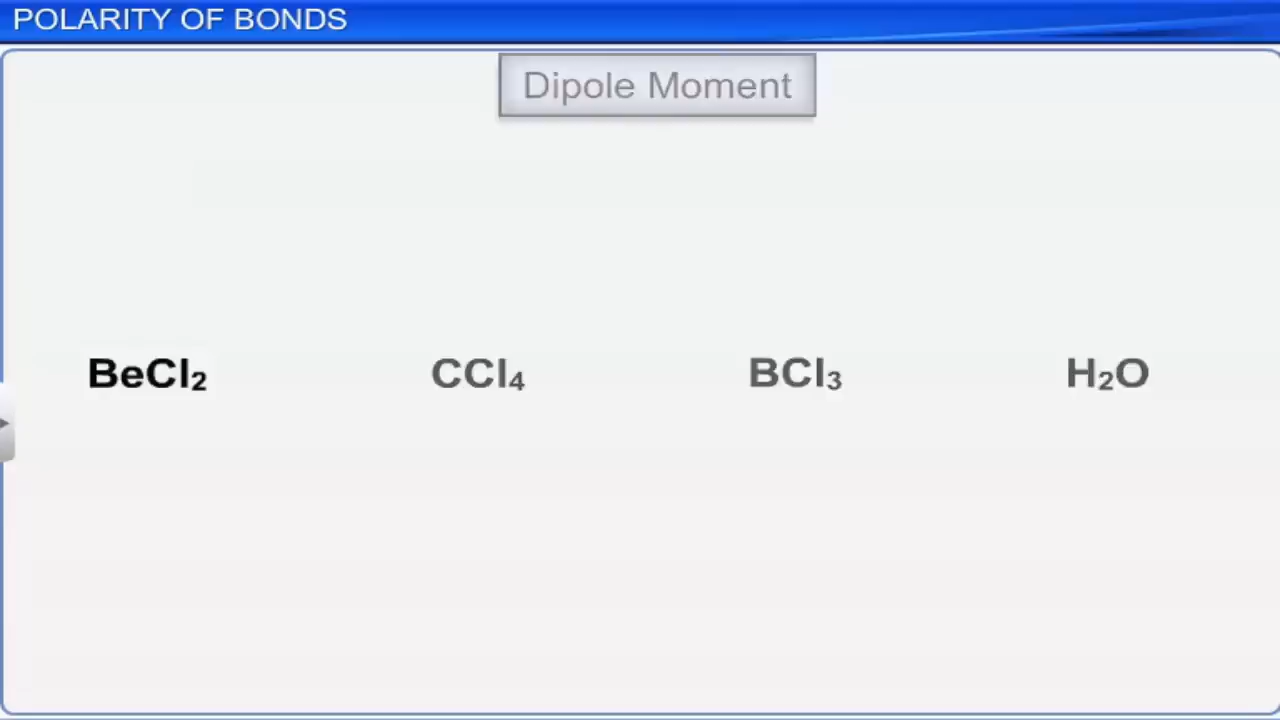 POLARITY OF BONDS
Dipole Moment
BeCl₂ CCl₄ BCl₃ H₂O